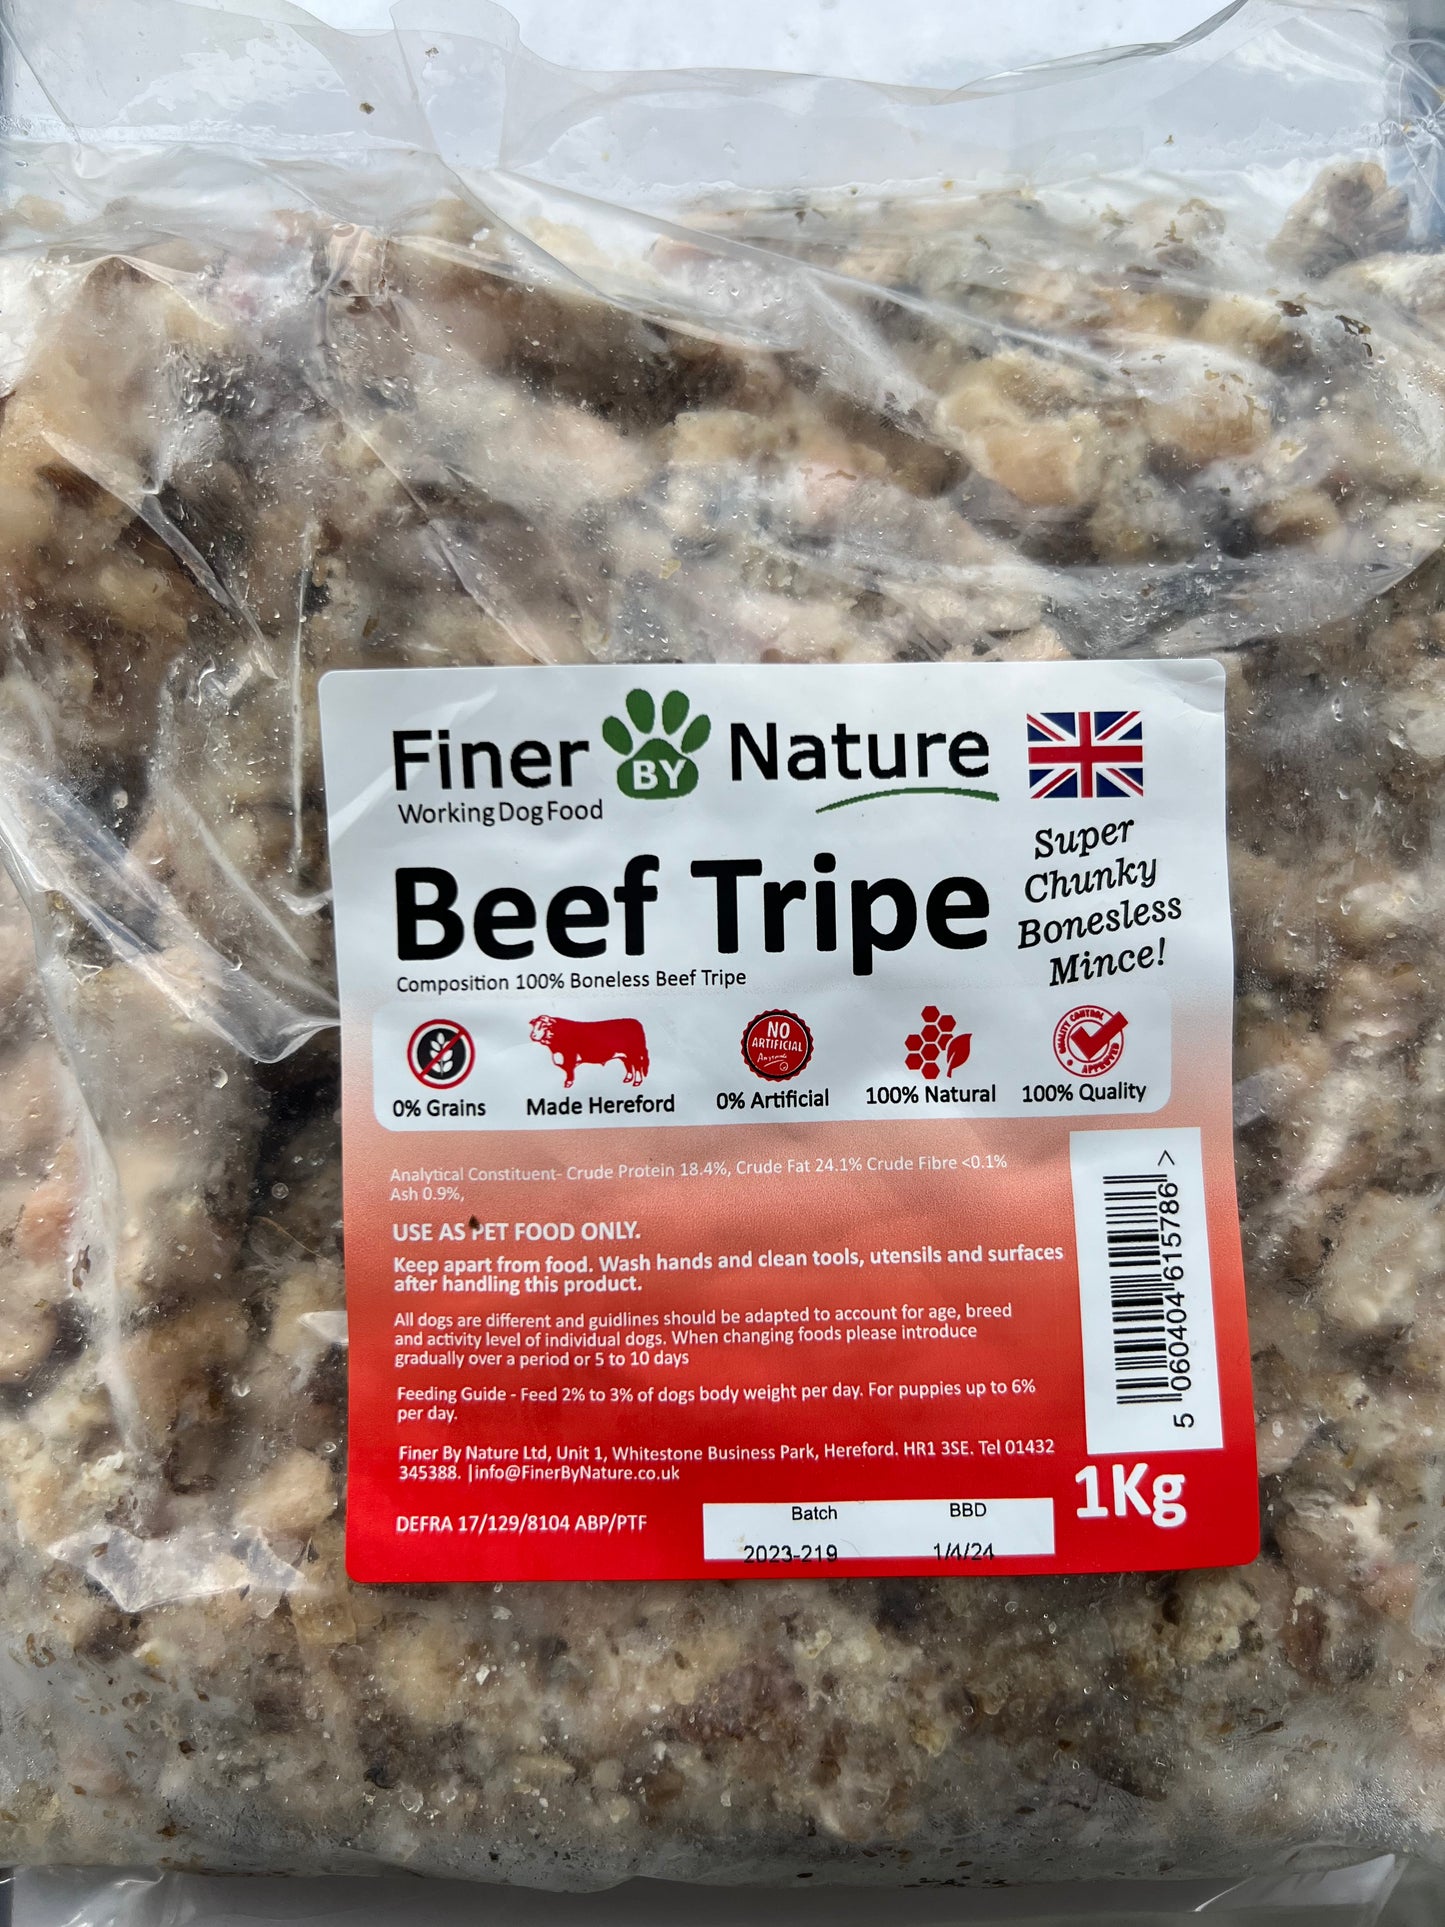 Finer BY Nature
Working Dog Food
Beef Tripe
Super
Chunky
Bonesless
Mince!
Composition 100% Boneless Beef Tripe
NO
ARTIFICIAL
QUALITY CONTROL
APPROVED
0% Grains
Made Hereford
0% Artificial
100% Natural
100% Quality
Analytical Constituent- Crude Protein 18.4%, Crude Fat 24.1% Crude Fibre <0.1%
Ash 0.9%,
USE AS PET FOOD ONLY.
Keep apart from food. Wash hands and clean tools, utensils and surfaces
after handling this product.
All dogs are different and guidlines should be adapted to account for age, breed
and activity level of individual dogs. When changing foods please introduce
gradually over a period or 5 to 10 days
Feeding Guide - Feed 2% to 3% of dogs body weight per day. For puppies up to 6%
per day.
Finer By Nature Ltd, Unit 1, Whitestone Business Park, Hereford. HR1 3SE. Tel 01432
345388. |info@FinerByNature.co.uk
DEFRA 17/129/8104 ABP/PTF
Batch
BBD
2023-219
1/4/24
5 060404 615786 >
1Kg